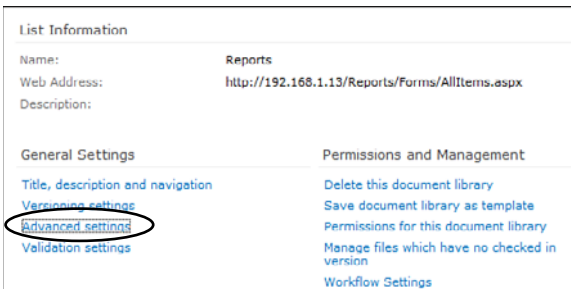 List Information
Name: Reports
Web Address: http://192.168.1.13/Reports/Forms/AllItems.aspx
Description:
General Settings
Title, description and navigation
Versioning settings
Advanced settings
Validation settings
Permissions and Management
Delete this document library
Save document library as template
Permissions for this document library
Manage files which have no checked in
version
Workflow Settings